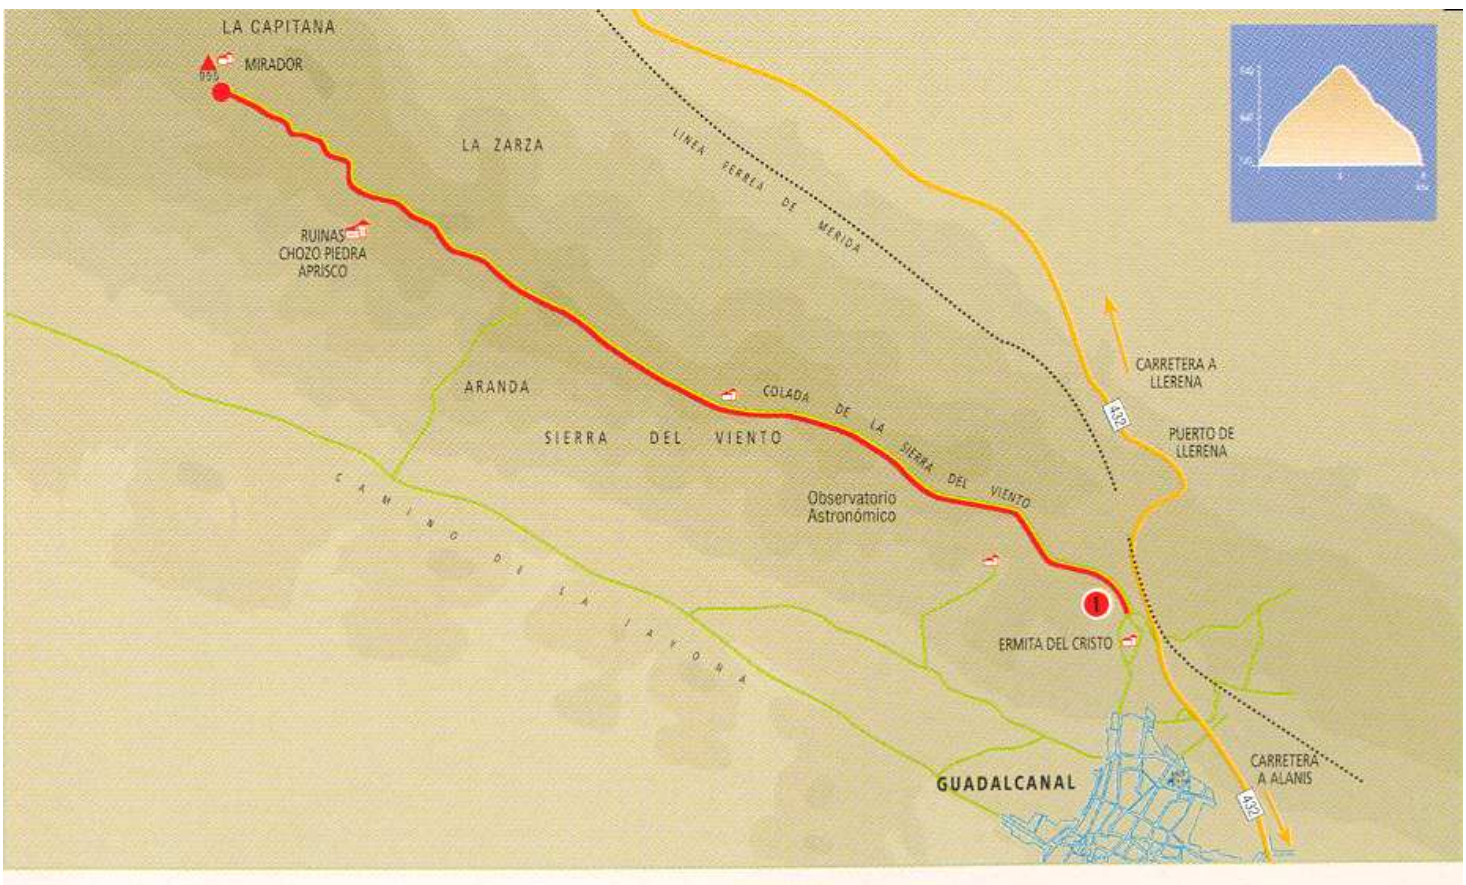 LA CAPITANA
MIRADOR
955
LA ZARZA
LINEA FERREA DE MERIDA
RUINAS
CHOZO PIEDRA
APRISCO
CARRETERA A
LLERENA
432
PUERTO DE
LLERENA
ARANDA
COLADA DE LA SIERRA DEL VIENTO
SIERRA DEL VIENTO
CAMINO DE LA JAYONA
Observatorio
Astronómico
1
ERMITA DEL CRISTO
GUADALCANAL
CARRETERA
A ALANIS
432